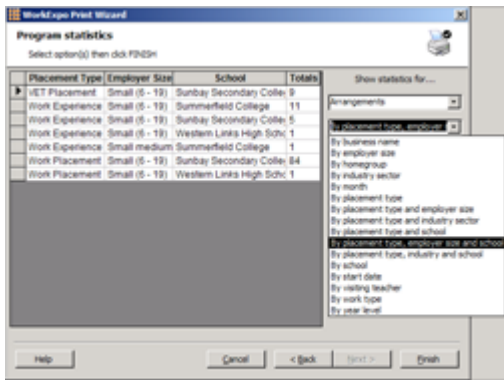 WorkExpo Print Wizard
Program statistics
Select option(s) then click FINISH
Placement Type Employer Size School Totals
VET Placement Small (6 - 19) Sunbay Secondary Colle 9
Work Experience Small (6 - 19) Summerfield College 11
Work Experience Small (6 - 19) Sunbay Secondary Colle 5
Work Experience Small (6 - 19) Western Links High Scho 1
Work Experience Small medium Summerfield College 1
Work Placement Small (6 - 19) Sunbay Secondary Colle 84
Work Placement Small (6 - 19) Western Links High Scho 1
Show statistics for....
Arrangements
By placement type, employer
By business name
By employer size
By homegroup
By industry sector
By month
By placement type
By placement type and employer size
By placement type and industry sector
By placement type and school
By placement type, employer size and school
By placement type, industry and school
By school
By start date
By visiting teacher
By work type
By year level
Help
Cancel
< Back
Next >
Finish